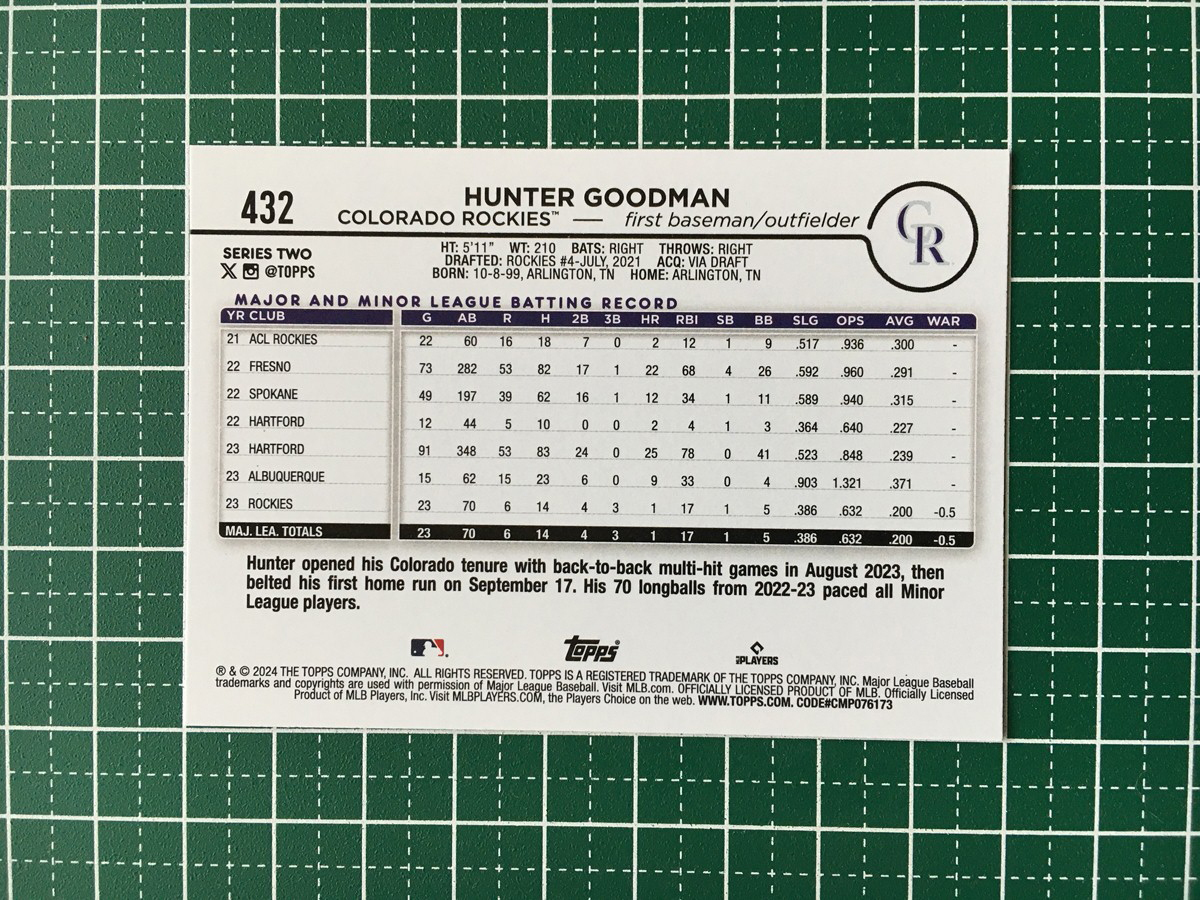 432
HUNTER GOODMAN
COLORADO ROCKIES™ — first baseman/outfielder
CR
SERIES TWO
@TOPPS
HT: 5'11" WT: 210 BATS: RIGHT THROWS: RIGHT
DRAFTED: ROCKIES #4-JULY, 2021 ACQ: VIA DRAFT
BORN: 10-8-99, ARLINGTON, TN HOME: ARLINGTON, TN
MAJOR AND MINOR LEAGUE BATTING RECORD
YR CLUB G AB R H 2B 3B HR RBI SB BB SLG OPS AVG WAR
21 ACL ROCKIES 22 60 16 18 7 0 2 12 1 9 .517 .936 .300 -
22 FRESNO 73 282 53 82 17 1 22 68 4 26 .592 .960 .291 -
22 SPOKANE 49 197 39 62 16 1 12 34 1 11 .589 .940 .315 -
22 HARTFORD 12 44 5 10 0 0 2 4 1 3 .364 .640 .227 -
23 HARTFORD 91 348 53 83 24 0 25 78 0 41 .523 .848 .239 -
23 ALBUQUERQUE 15 62 15 23 6 0 9 33 0 4 .903 1.321 .371 -
23 ROCKIES 23 70 6 14 4 3 1 17 1 5 .386 .632 .200 -0.5
MAJ. LEA. TOTALS 23 70 6 14 4 3 1 17 1 5 .386 .632 .200 -0.5
Hunter opened his Colorado tenure with back-to-back multi-hit games in August 2023, then
belted his first home run on September 17. His 70 longballs from 2022-23 paced all Minor
League players.
Topps®
MLB PLAYERS
® & © 2024 THE TOPPS COMPANY, INC. ALL RIGHTS RESERVED. TOPPS IS A REGISTERED TRADEMARK OF THE TOPPS COMPANY, INC. Major League Baseball
trademarks and copyrights are used with permission of Major League Baseball. Visit MLB.com. OFFICIALLY LICENSED PRODUCT OF MLB. Officially Licensed
Product of MLB Players, Inc. Visit MLBPLAYERS.COM, the Players Choice on the web. WWW.TOPPS.COM. CODE#CMP076173